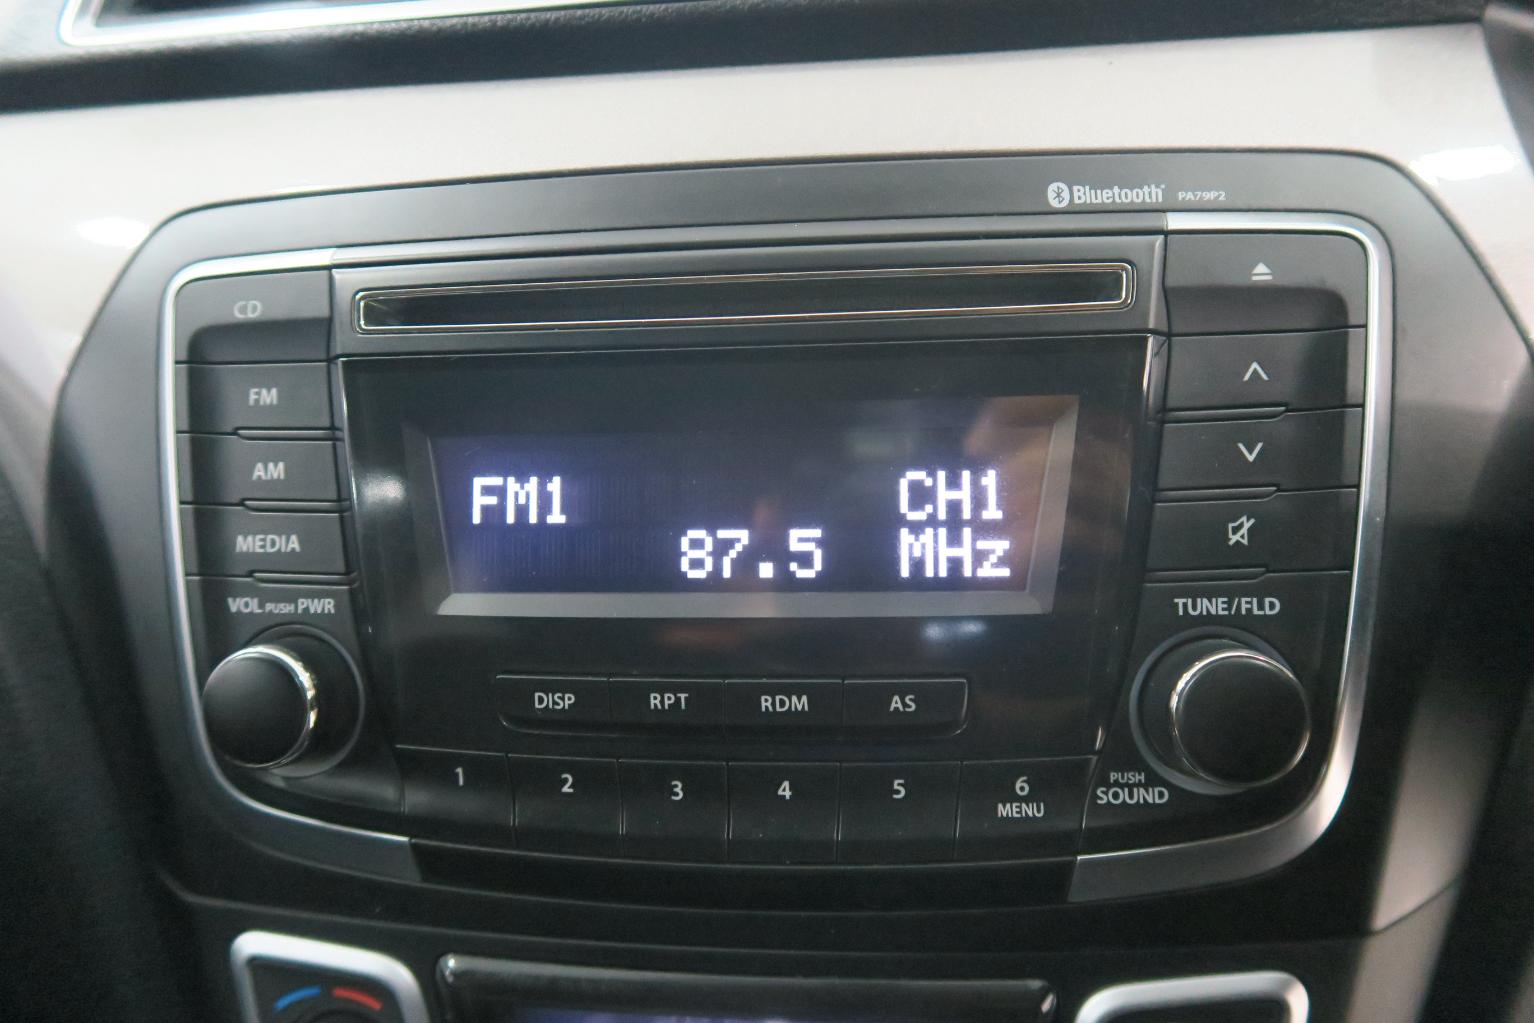 Bluetooth PA79P2
CD
FM
AM
MEDIA
VOL PUSH PWR
FM1 CH1
87.5 MHz
TUNE/FLD
DISP RPT RDM AS
1 2 3 4 5 6
MENU
PUSH
SOUND